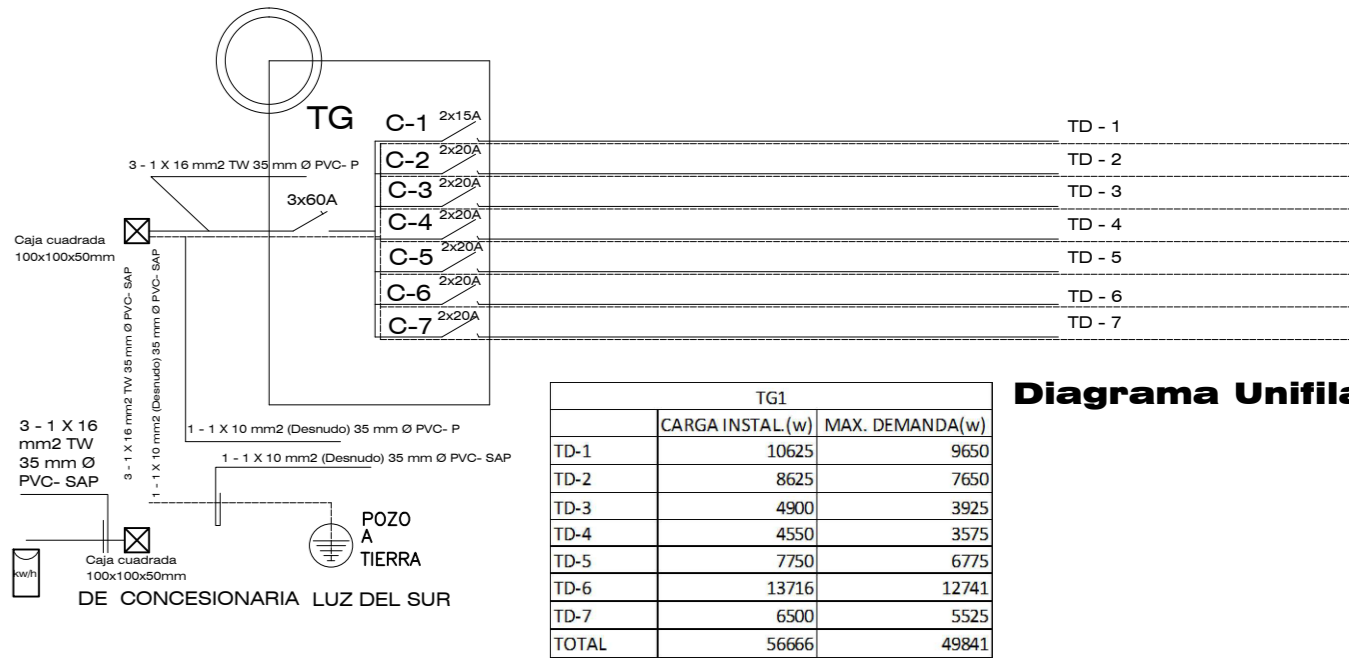 TG
C-1 2x15A
TD - 1
C-2 2x20A
TD - 2
C-3 2x20A
TD - 3
C-4 2x20A
TD - 4
C-5 2x20A
TD - 5
C-6 2x20A
TD - 6
C-7 2x20A
TD - 7
3 - 1 X 16 mm2 TW 35 mm Ø PVC- P
3x60A
Caja cuadrada
100x100x50mm
3 - 1 X 16 mm2 TW 35 mm Ø PVC- SAP
1 - 1 X 10 mm2 (Desnudo) 35 mm Ø PVC- SAP
1 - 1 X 10 mm2 (Desnudo) 35 mm Ø PVC- P
1 - 1 X 10 mm2 (Desnudo) 35 mm Ø PVC- SAP
3 - 1 X 16
mm2 TW
35 mm Ø
PVC- SAP
kw/h
Caja cuadrada
100x100x50mm
POZO
A
TIERRA
DE CONCESIONARIA LUZ DEL SUR
Diagrama Unifila
TG1
CARGA INSTAL.(w) MAX. DEMANDA(w)
TD-1 10625 9650
TD-2 8625 7650
TD-3 4900 3925
TD-4 4550 3575
TD-5 7750 6775
TD-6 13716 12741
TD-7 6500 5525
TOTAL 56666 49841